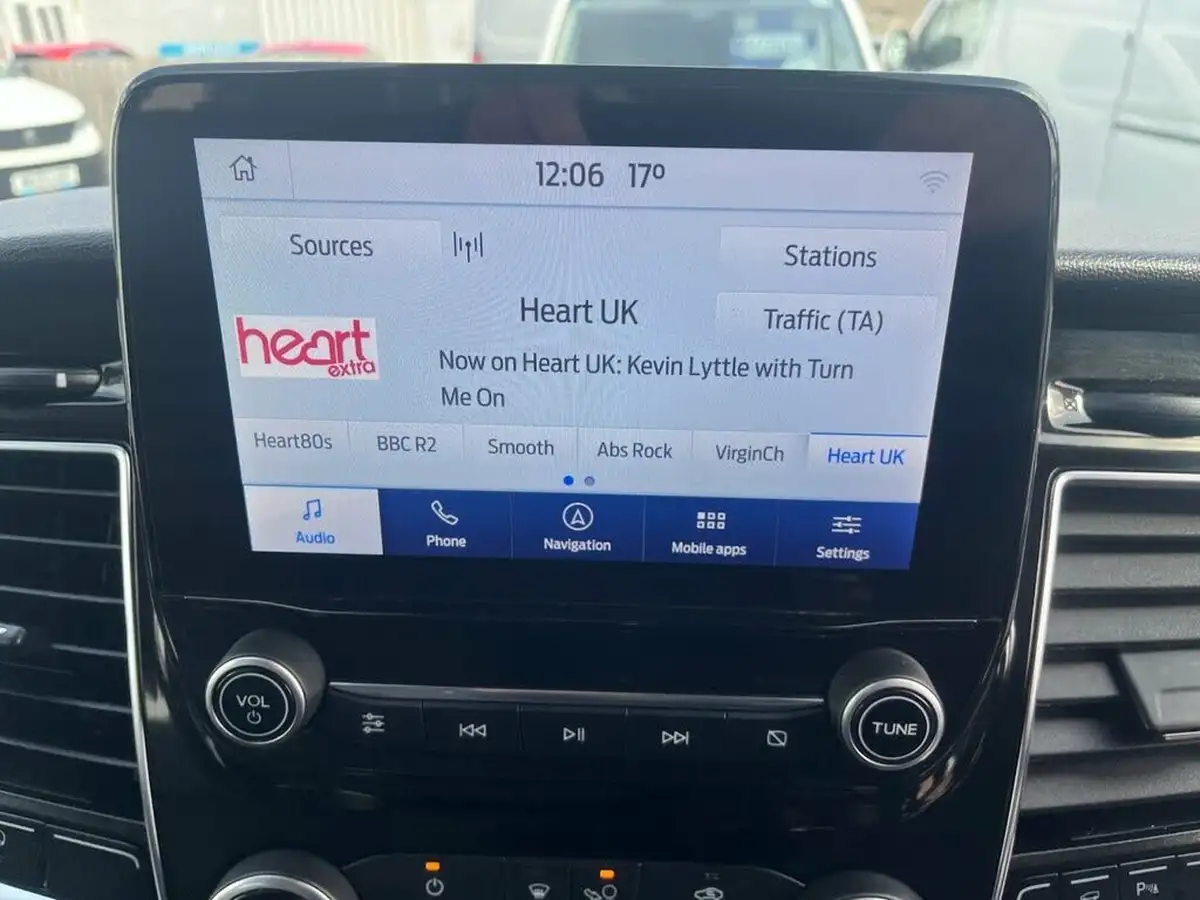 12:06 17º
Sources
Stations
Heart UK
Traffic (TA)
heart
extra
Now on Heart UK: Kevin Lyttle with Turn
Me On
Heart80s BBC R2 Smooth Abs Rock VirginCh Heart UK
Audio Phone Navigation Mobile apps Settings
VOL
TUNE
P